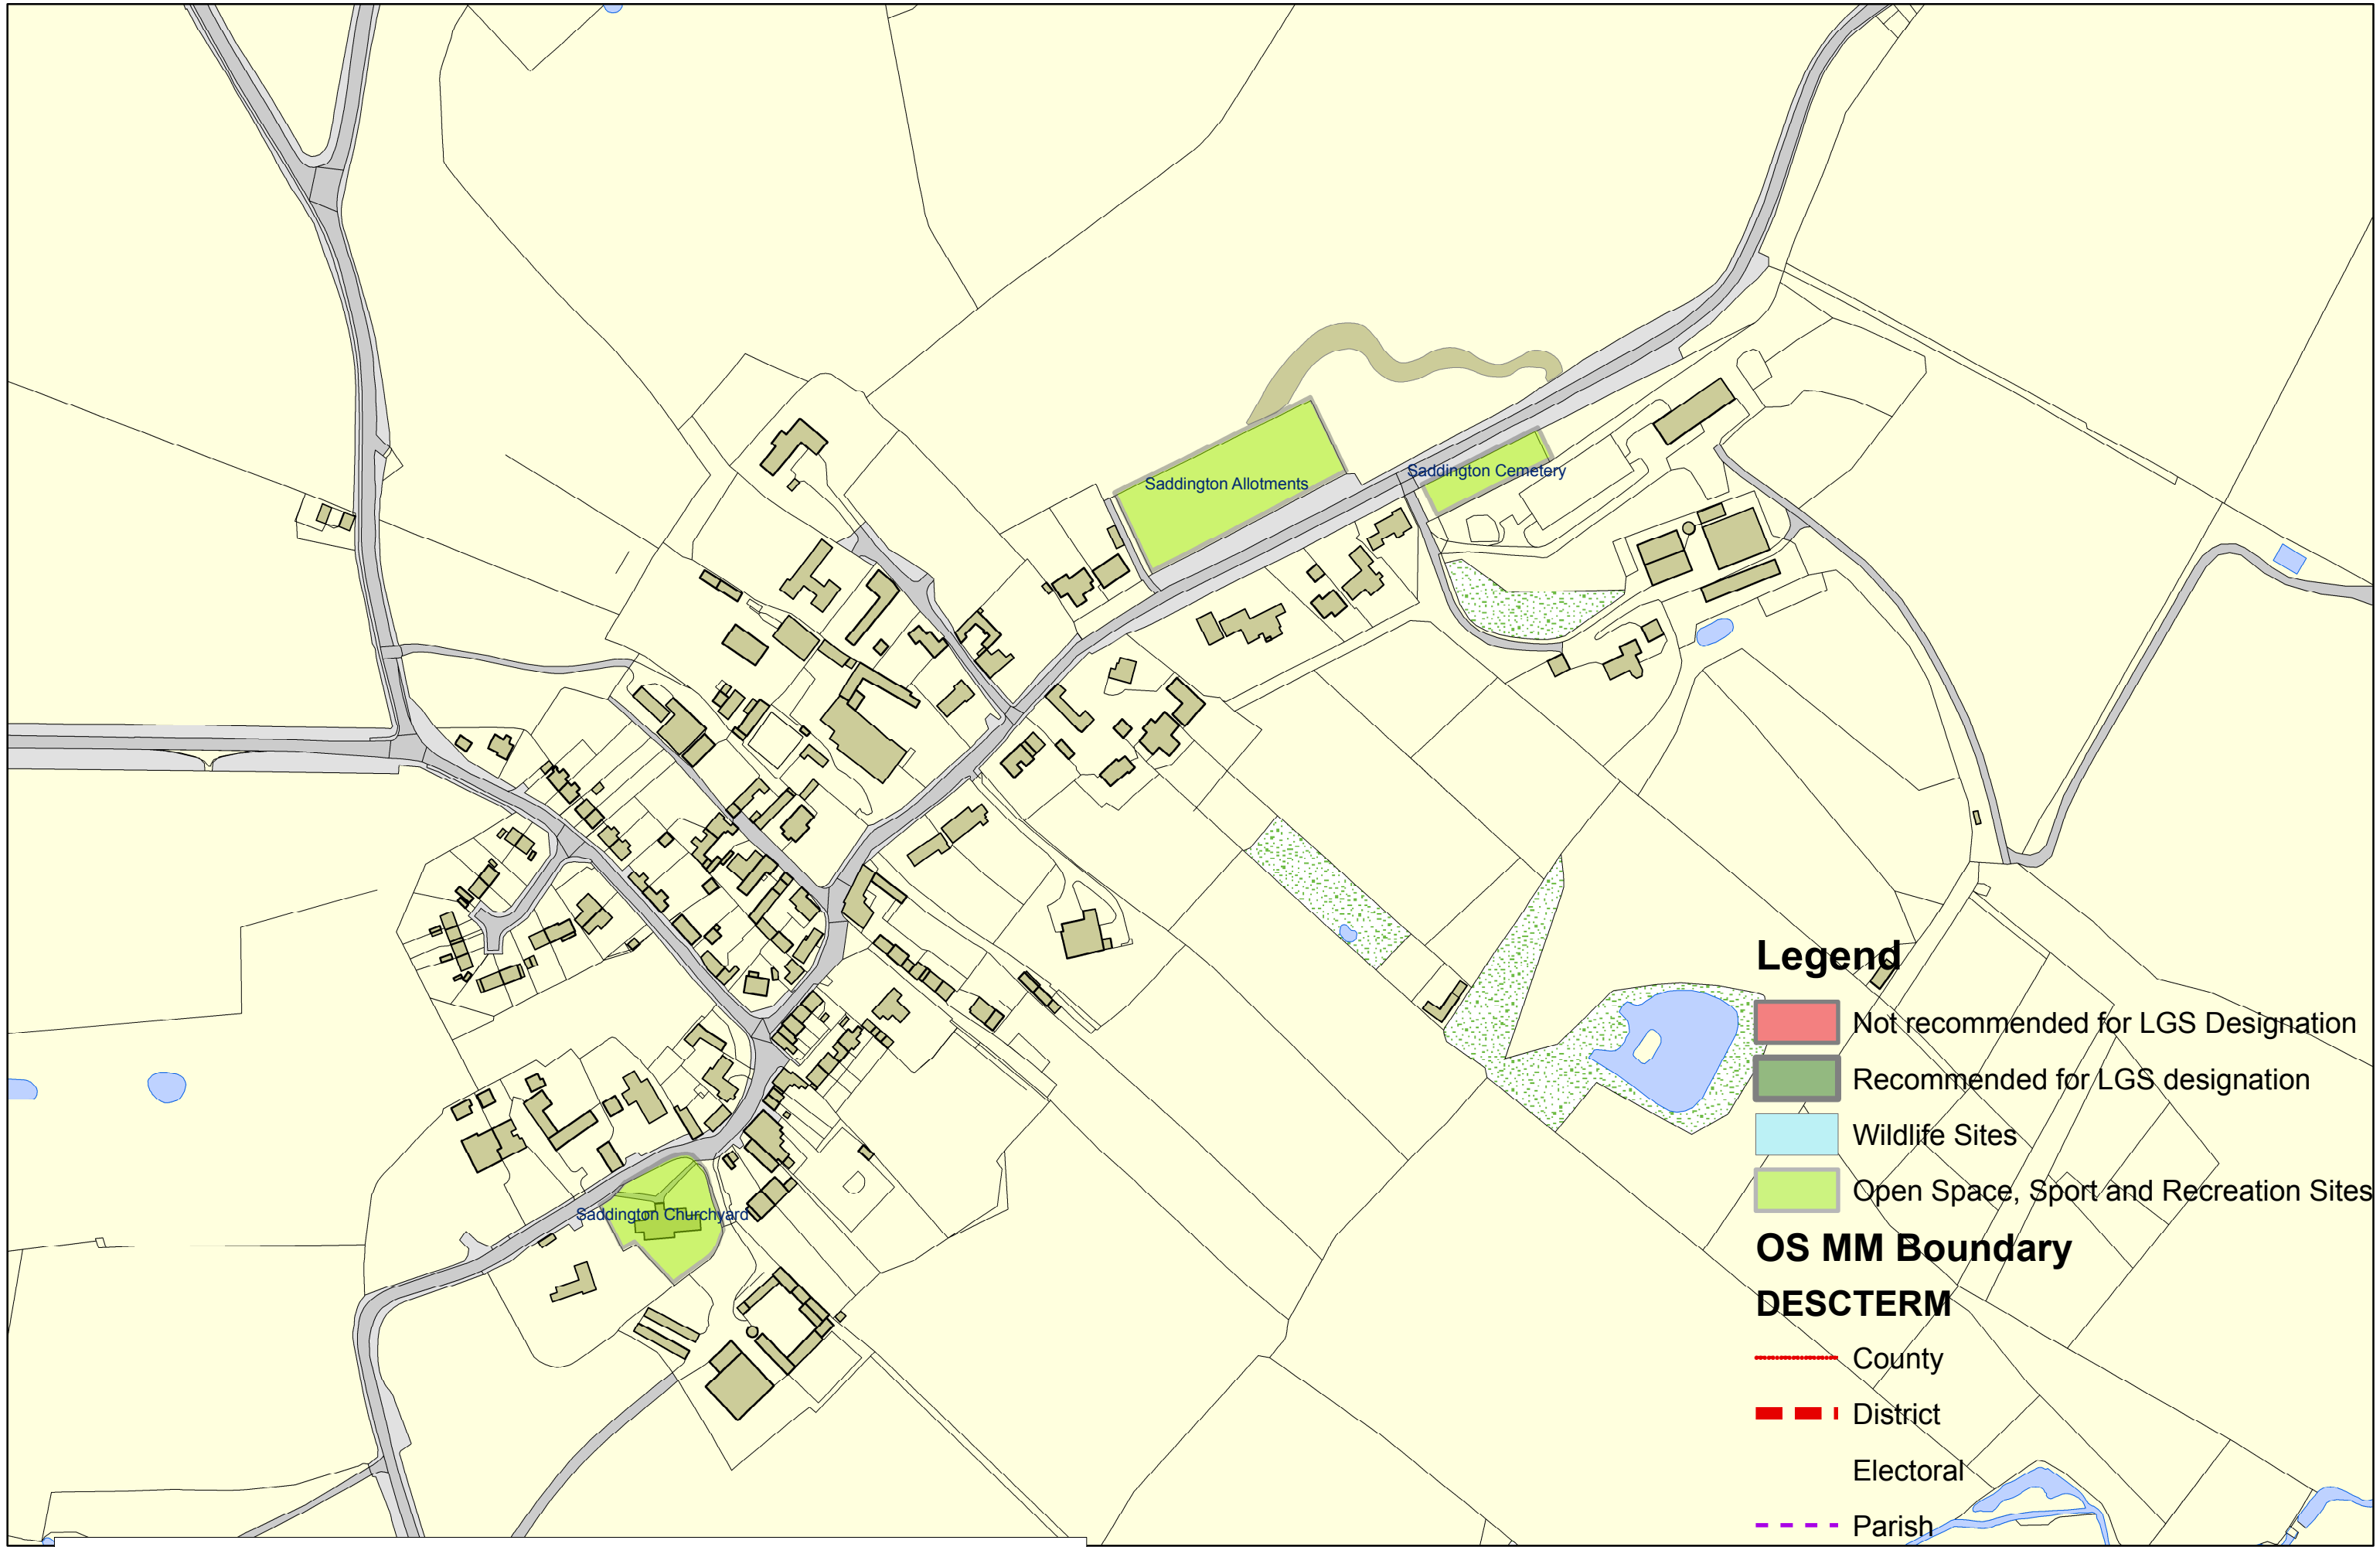 Saddington Cemetery
Saddington Allotments
Saddington Churchyard
Legend
Not recommended for LGS Designation
Recommended for LGS designation
Wildlife Sites
Open Space, Sport and Recreation Sites
OS MM Boundary
DESCTERM
County
District
Electoral
Parish